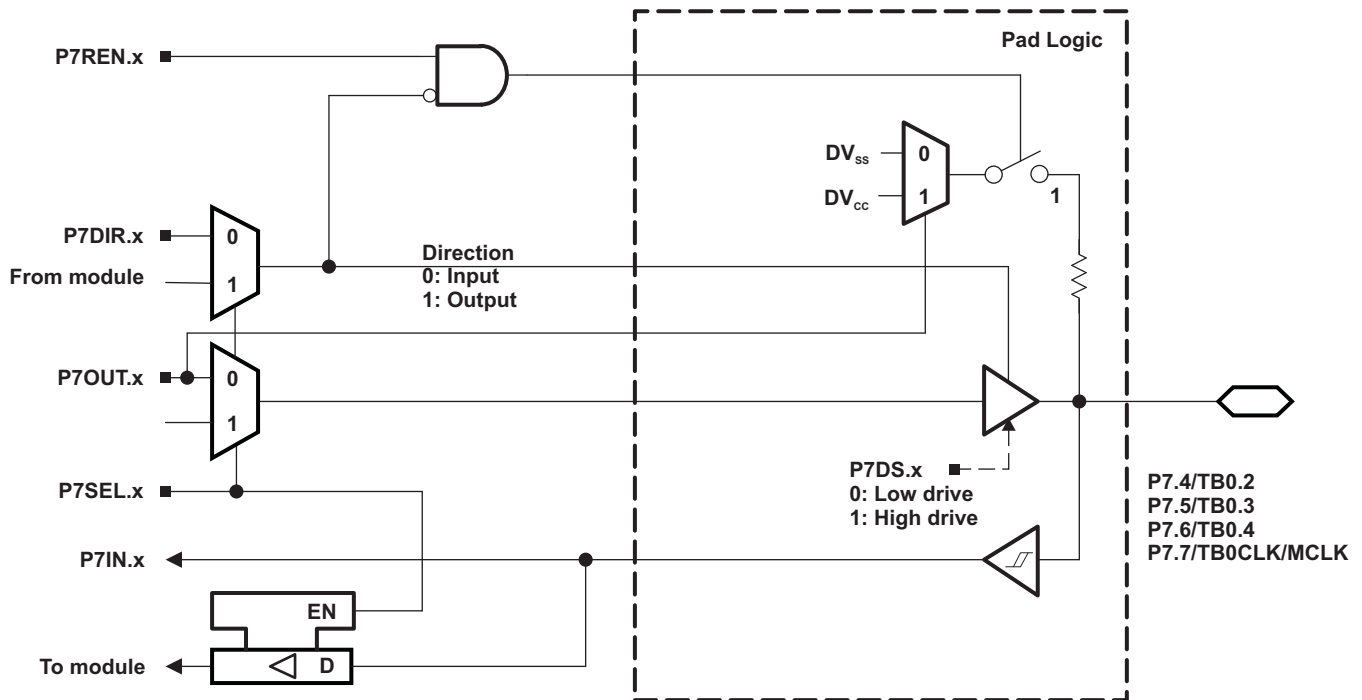 Pad Logic
P7REN.x
DVSS
0
DVCC
1
1
P7DIR.x
0
From module
1
Direction
0: Input
1: Output
P7OUT.x
0
1
P7DS.x
0: Low drive
1: High drive
P7SEL.x
P7.4/TB0.2
P7.5/TB0.3
P7.6/TB0.4
P7.7/TB0CLK/MCLK
P7IN.x
EN
To module
D